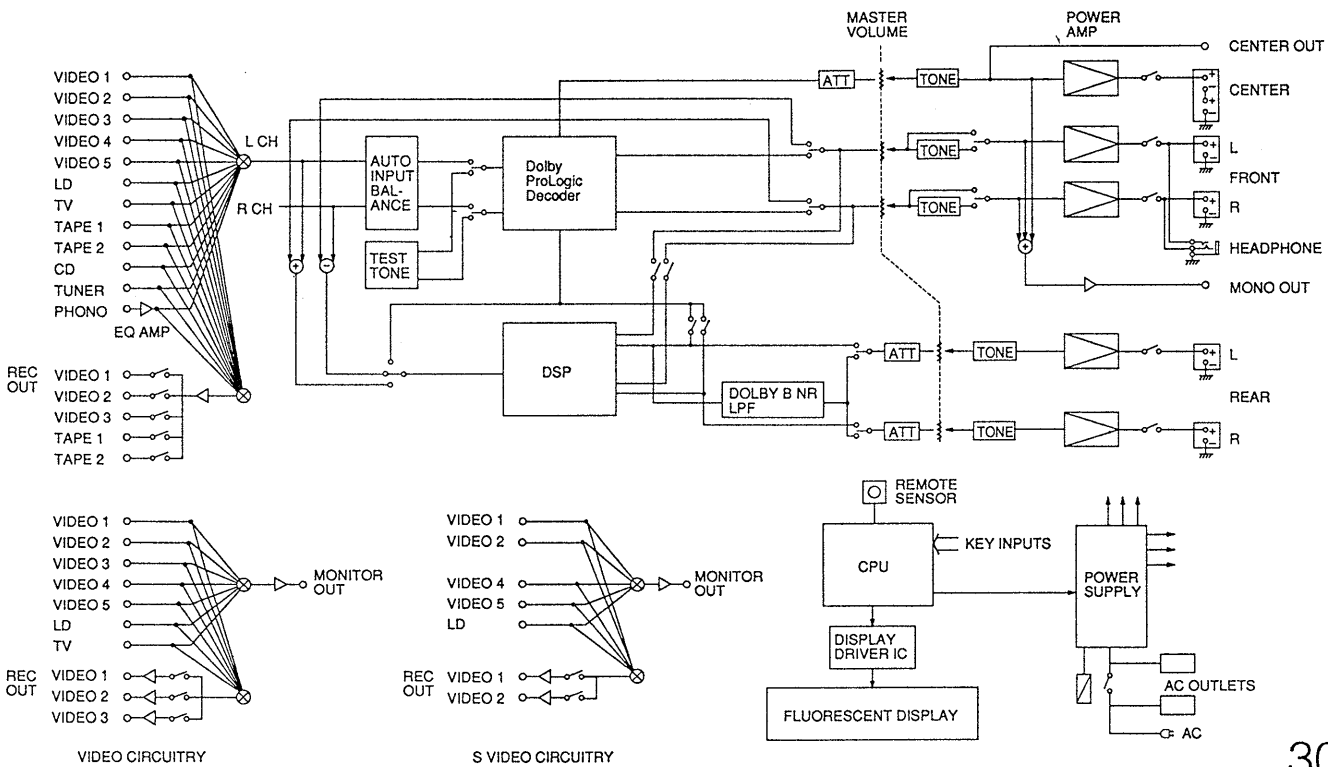 MASTER
VOLUME
POWER
AMP
CENTER OUT
ATT
TONE
+
−
+
−
CENTER
VIDEO 1
VIDEO 2
VIDEO 3
VIDEO 4
VIDEO 5
LD
TV
TAPE 1
TAPE 2
CD
TUNER
PHONO
EQ AMP
L CH
R CH
AUTO
INPUT
BAL-
ANCE
TEST
TONE
Dolby
ProLogic
Decoder
+
−
TONE
TONE
+
−
L
FRONT
+
−
R
HEADPHONE
+
MONO OUT
DSP
DOLBY B NR
LPF
ATT
TONE
+
−
L
REAR
ATT
TONE
+
−
R
REC
OUT
VIDEO 1
VIDEO 2
VIDEO 3
TAPE 1
TAPE 2
VIDEO 1
VIDEO 2
VIDEO 3
VIDEO 4
VIDEO 5
LD
TV
MONITOR
OUT
REC
OUT
VIDEO 1
VIDEO 2
VIDEO 3
VIDEO CIRCUITRY
VIDEO 1
VIDEO 2
VIDEO 4
VIDEO 5
LD
MONITOR
OUT
REC
OUT
VIDEO 1
VIDEO 2
S VIDEO CIRCUITRY
REMOTE
SENSOR
CPU
KEY INPUTS
DISPLAY
DRIVER IC
FLUORESCENT DISPLAY
POWER
SUPPLY
AC OUTLETS
AC
30